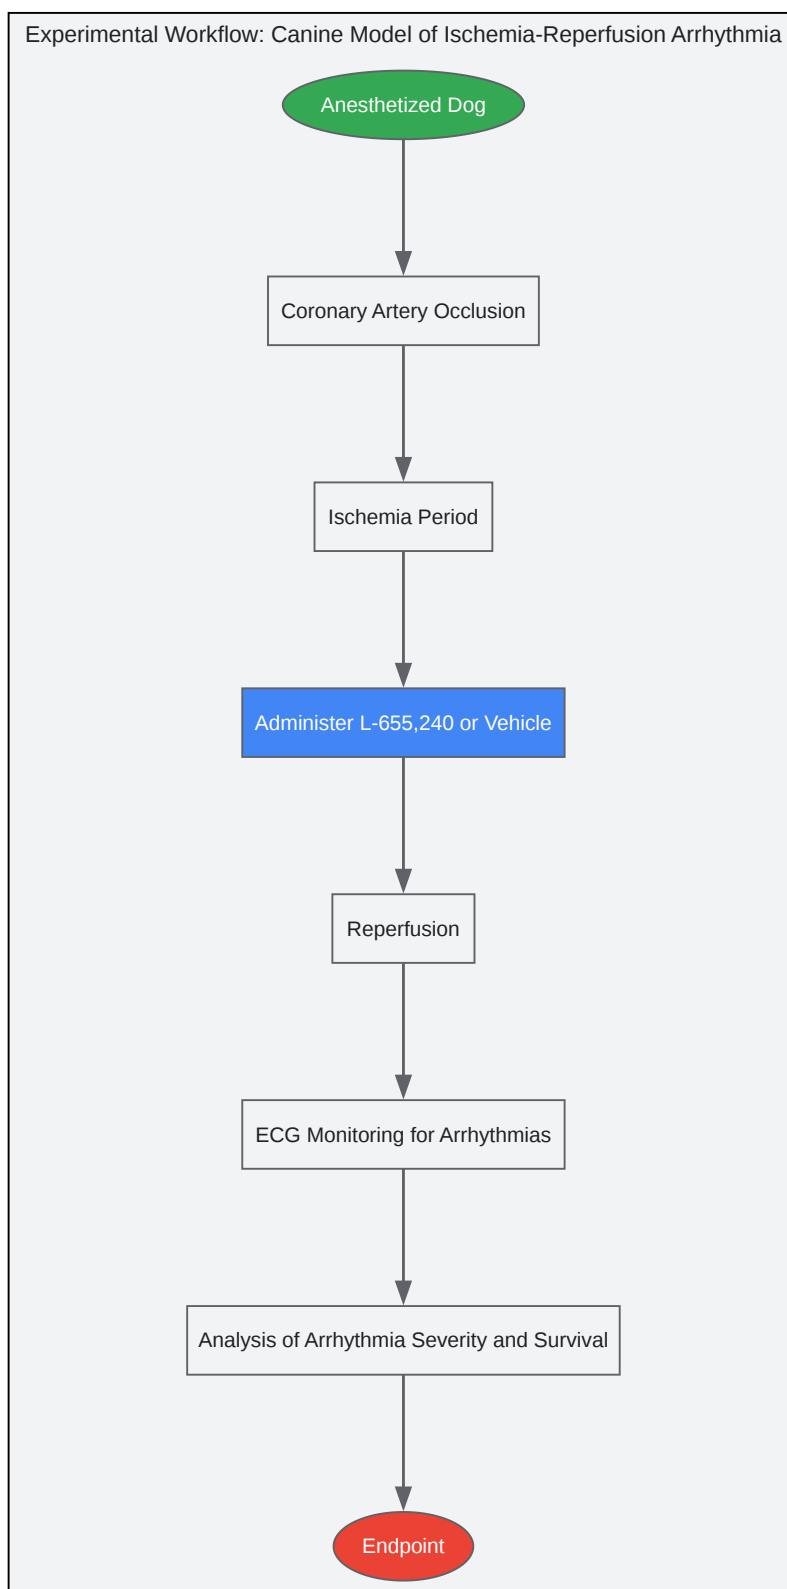 Experimental Workflow: Canine Model of Ischemia-Reperfusion Arrhythmia
Anesthetized Dog
Coronary Artery Occlusion
Ischemia Period
Administer L-655,240 or Vehicle
Reperfusion
ECG Monitoring for Arrhythmias
Analysis of Arrhythmia Severity and Survival
Endpoint